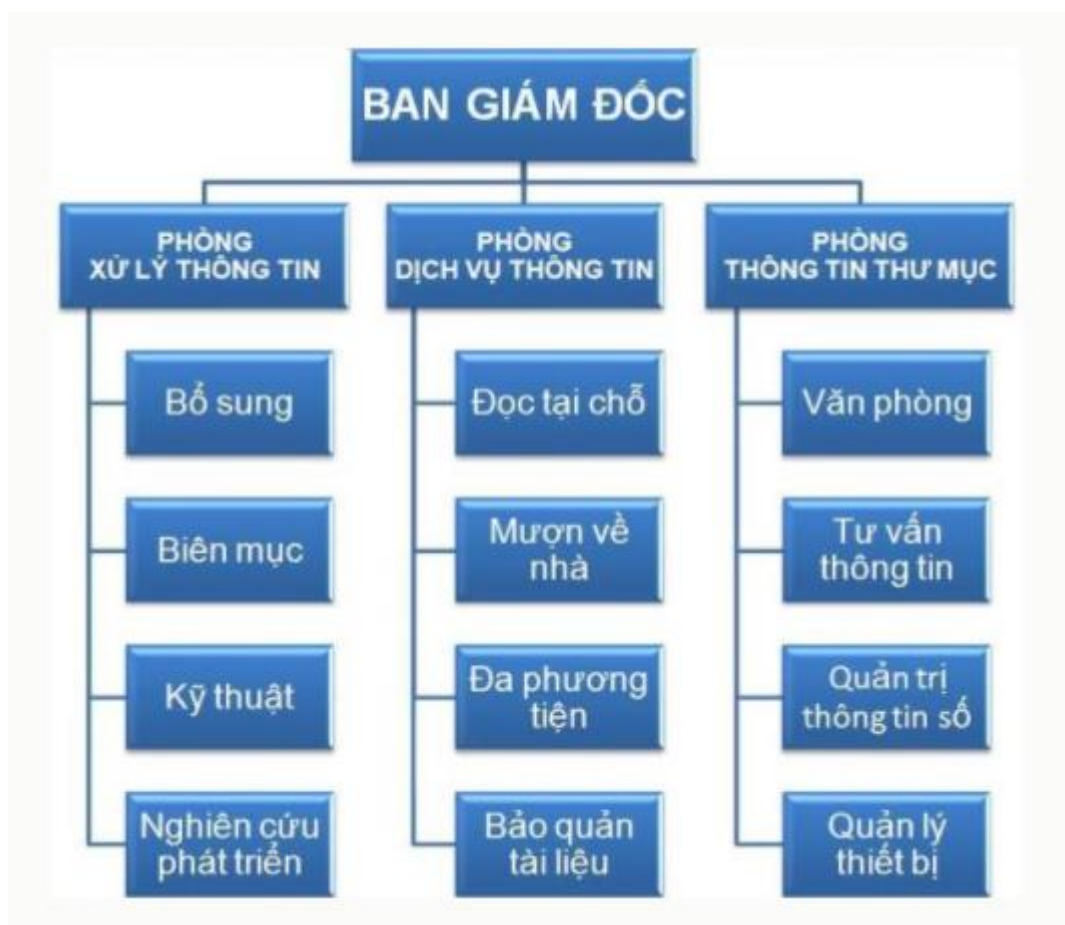 BAN GIÁM ĐỐC
PHÒNG
XỬ LÝ THÔNG TIN
PHÒNG
DỊCH VỤ THÔNG TIN
PHÒNG
THÔNG TIN THƯ MỤC
Bổ sung
Đọc tại chỗ
Văn phòng
Biên mục
Mượn về
nhà
Tư vấn
thông tin
Kỹ thuật
Đa phương
tiện
Quản trị
thông tin số
Nghiên cứu
phát triển
Bảo quản
tài liệu
Quản lý
thiết bị